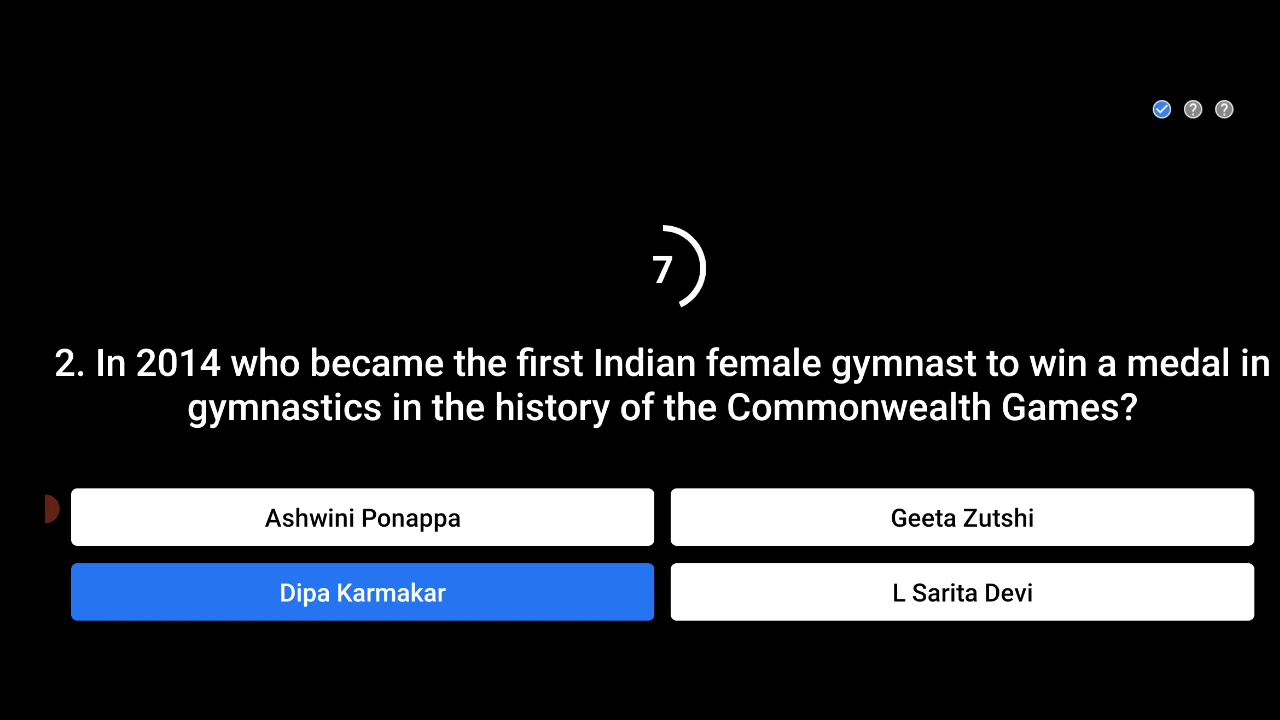 7
2. In 2014 who became the first Indian female gymnast to win a medal in
gymnastics in the history of the Commonwealth Games?
Ashwini Ponappa
Geeta Zutshi
Dipa Karmakar
L Sarita Devi